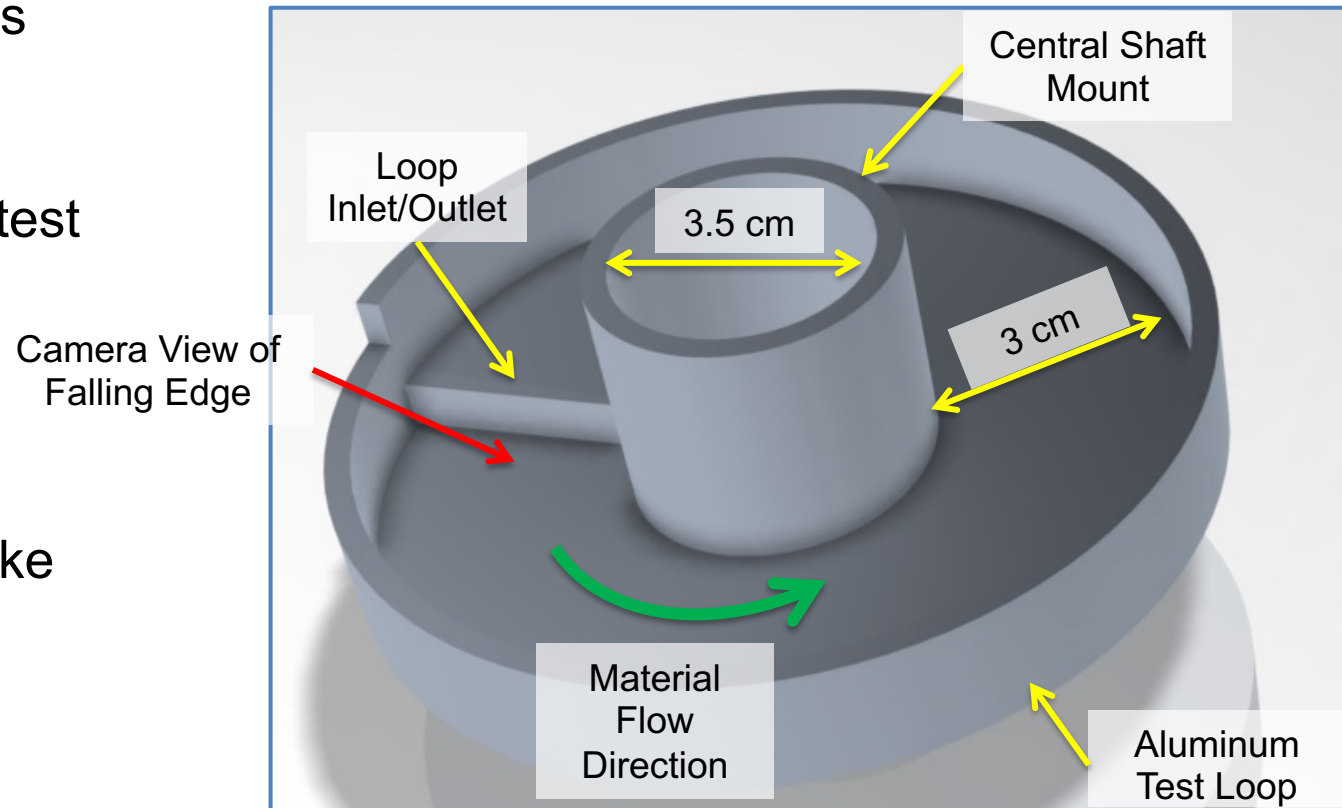 s
test
ke
Central Shaft
Mount
Loop
Inlet/Outlet
3.5 cm
3 cm
Camera View of
Falling Edge
Material
Flow
Direction
Aluminum
Test Loop